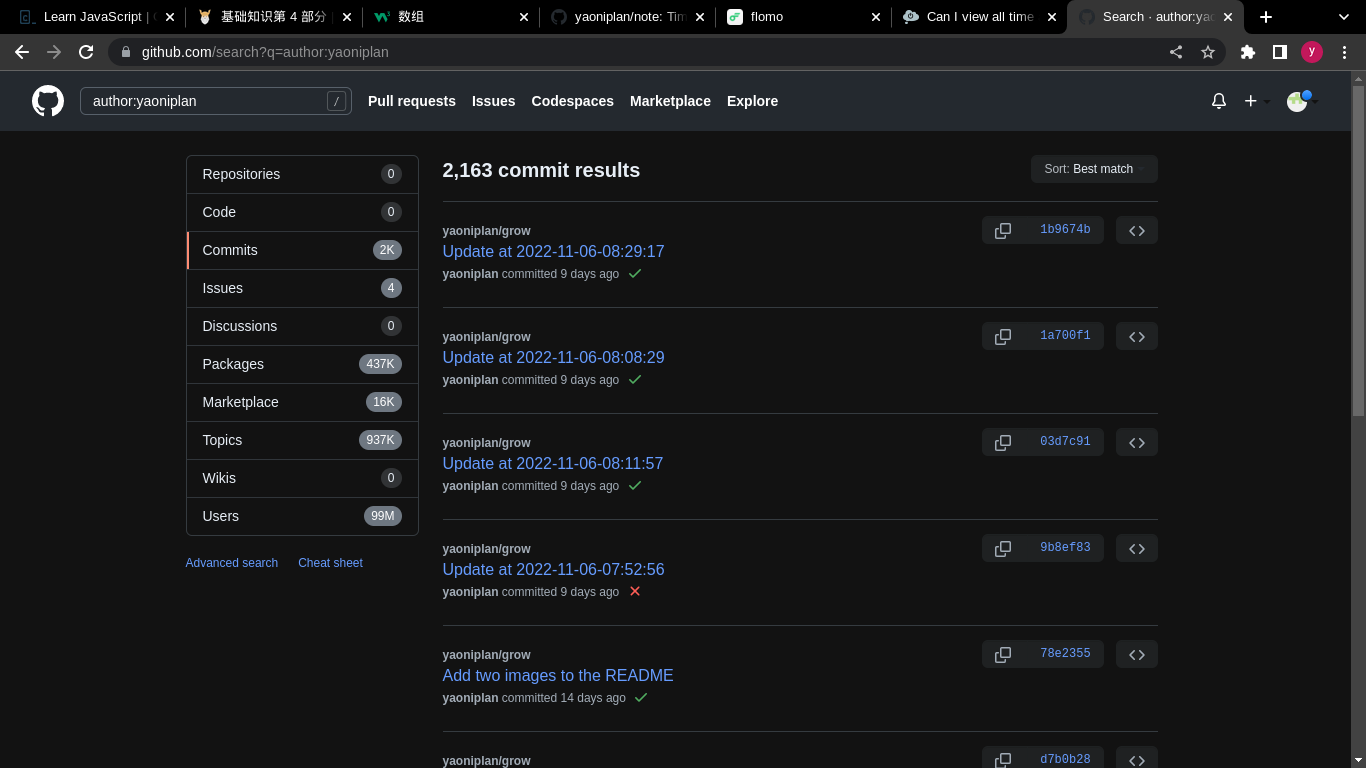 Learn JavaScript |
基础知识第 4 部分
数组
yaoniplan/note: Tim
flomo
Can I view all time
Search · author:yao
github.com/search?q=author:yaoniplan
y
author:yaoniplan
/
Pull requests
Issues
Codespaces
Marketplace
Explore
Repositories 0
Code 0
Commits 2K
Issues 4
Discussions 0
Packages 437K
Marketplace 16K
Topics 937K
Wikis 0
Users 99M
Advanced search
Cheat sheet
2,163 commit results
Sort: Best match
yaoniplan/grow
Update at 2022-11-06-08:29:17
yaoniplan committed 9 days ago
1b9674b
yaoniplan/grow
Update at 2022-11-06-08:08:29
yaoniplan committed 9 days ago
1a700f1
yaoniplan/grow
Update at 2022-11-06-08:11:57
yaoniplan committed 9 days ago
03d7c91
yaoniplan/grow
Update at 2022-11-06-07:52:56
yaoniplan committed 9 days ago
9b8ef83
yaoniplan/grow
Add two images to the README
yaoniplan committed 14 days ago
78e2355
yaoniplan/grow
d7b0b28